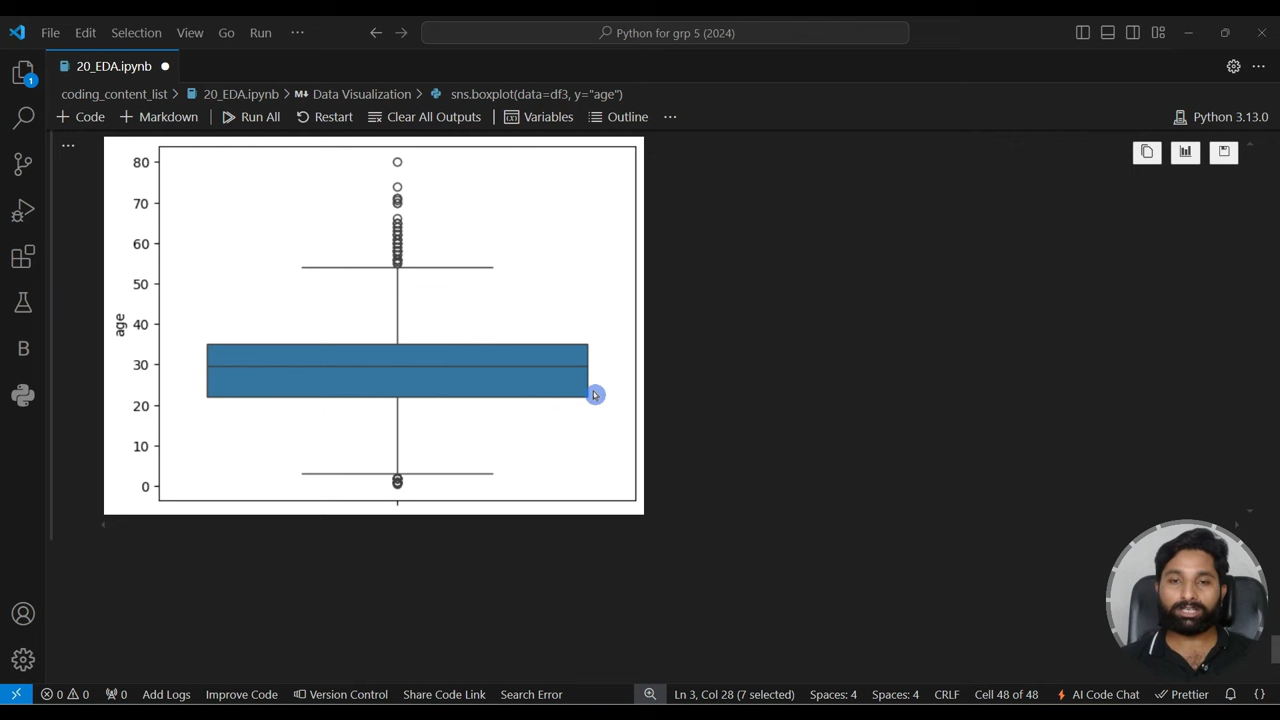 File Edit Selection View Go Run ··· Python for grp 5 (2024)
20_EDA.ipynb
coding_content_list > 20_EDA.ipynb > M↓ Data Visualization > sns.boxplot(data=df3, y="age")
+ Code + Markdown Run All Restart Clear All Outputs (x) Variables Outline ··· Python 3.13.0
1
B
80
70
60
50
40
30
20
10
0
age
0 0 0 Add Logs Improve Code Version Control Share Code Link Search Error Ln 3, Col 28 (7 selected) Spaces: 4 Spaces: 4 CRLF Cell 48 of 48 AI Code Chat Prettier {}